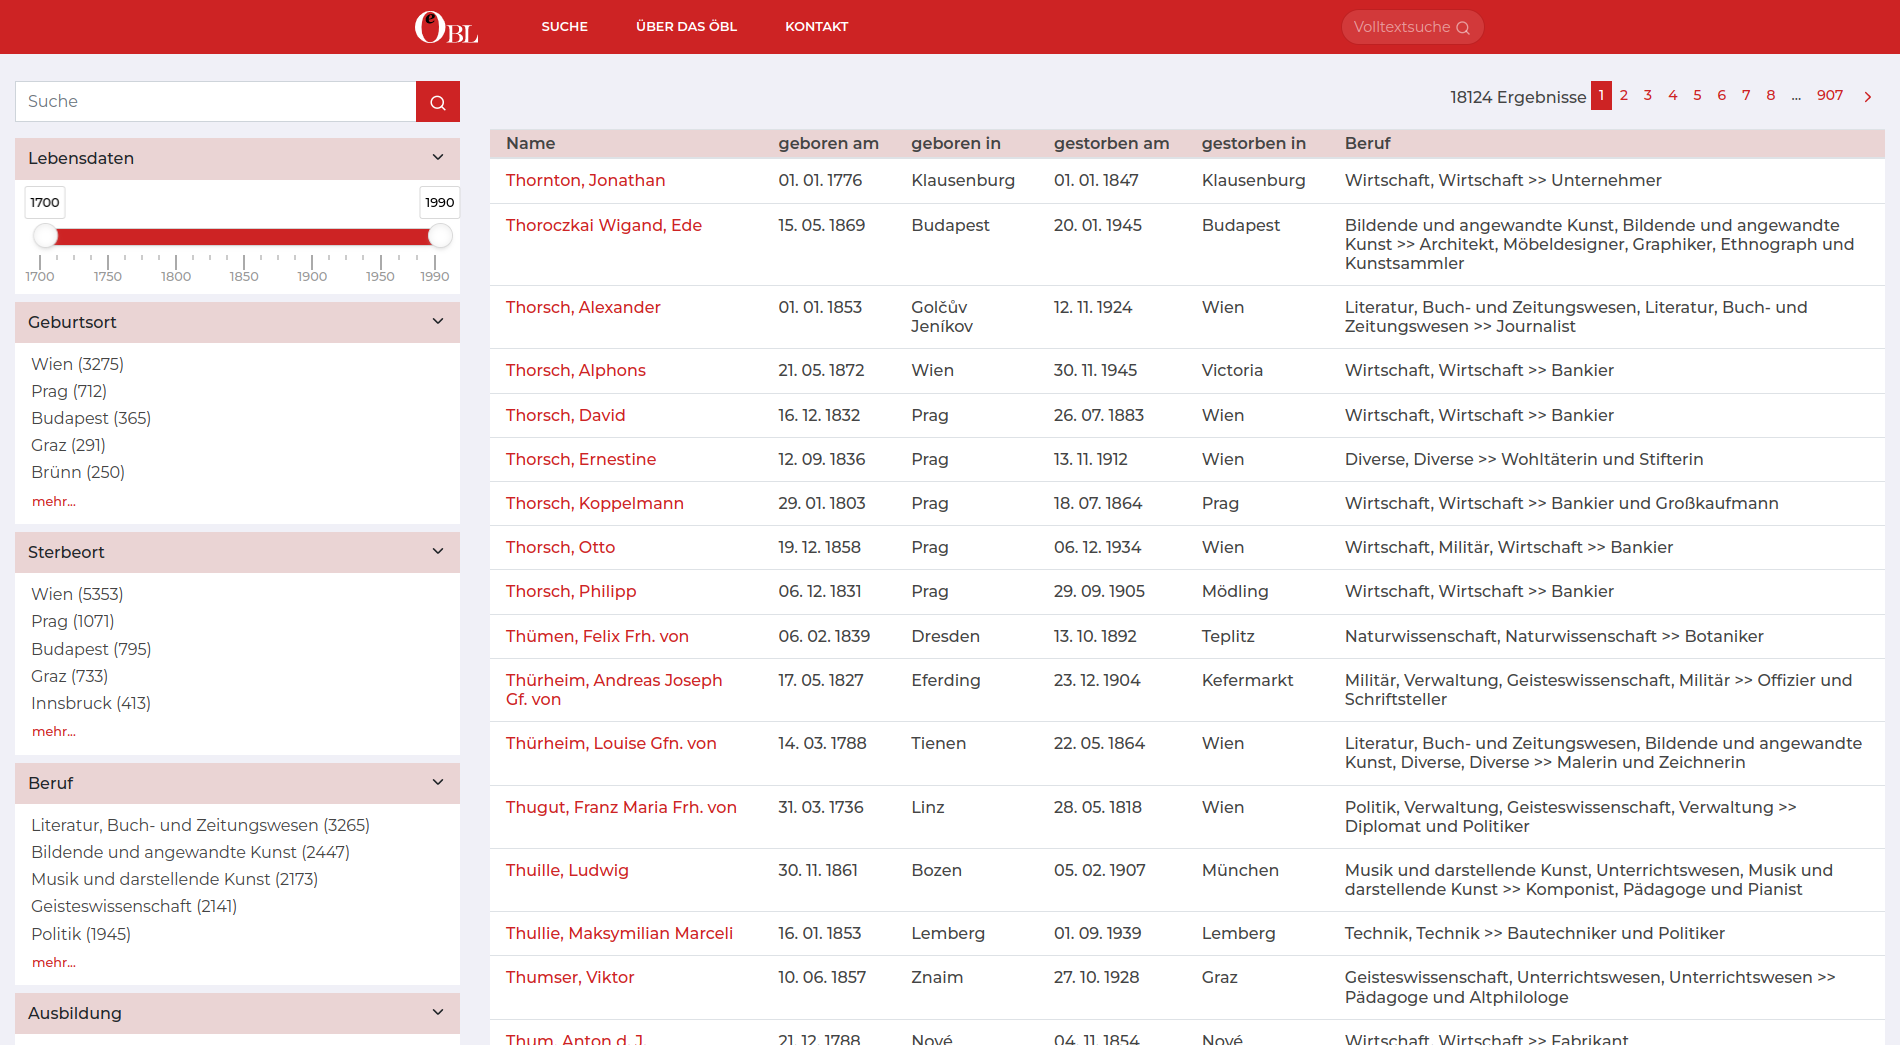 eÖBL SUCHE ÜBER DAS ÖBL KONTAKT Volltextsuche
Suche
Lebensdaten
1700 1990
1700 1750 1800 1850 1900 1950 1990
Geburtsort
Wien (3275)
Prag (712)
Budapest (365)
Graz (291)
Brünn (250)
mehr...
Sterbeort
Wien (5353)
Prag (1071)
Budapest (795)
Graz (733)
Innsbruck (413)
mehr...
Beruf
Literatur, Buch- und Zeitungswesen (3265)
Bildende und angewandte Kunst (2447)
Musik und darstellende Kunst (2173)
Geisteswissenschaft (2141)
Politik (1945)
mehr...
Ausbildung
18124 Ergebnisse 1 2 3 4 5 6 7 8 ... 907
Name geboren am geboren in gestorben am gestorben in Beruf
Thornton, Jonathan 01. 01. 1776 Klausenburg 01. 01. 1847 Klausenburg Wirtschaft, Wirtschaft >> Unternehmer
Thoroczkai Wigand, Ede 15. 05. 1869 Budapest 20. 01. 1945 Budapest Bildende und angewandte Kunst, Bildende und angewandte
Kunst >> Architekt, Möbeldesigner, Graphiker, Ethnograph und
Kunstsammler
Thorsch, Alexander 01. 01. 1853 Golčův 12. 11. 1924 Wien Literatur, Buch- und Zeitungswesen, Literatur, Buch- und
Jeníkov Zeitungswesen >> Journalist
Thorsch, Alphons 21. 05. 1872 Wien 30. 11. 1945 Victoria Wirtschaft, Wirtschaft >> Bankier
Thorsch, David 16. 12. 1832 Prag 26. 07. 1883 Wien Wirtschaft, Wirtschaft >> Bankier
Thorsch, Ernestine 12. 09. 1836 Prag 13. 11. 1912 Wien Diverse, Diverse >> Wohltäterin und Stifterin
Thorsch, Koppelmann 29. 01. 1803 Prag 18. 07. 1864 Prag Wirtschaft, Wirtschaft >> Bankier und Großkaufmann
Thorsch, Otto 19. 12. 1858 Prag 06. 12. 1934 Wien Wirtschaft, Militär, Wirtschaft >> Bankier
Thorsch, Philipp 06. 12. 1831 Prag 29. 09. 1905 Mödling Wirtschaft, Wirtschaft >> Bankier
Thümen, Felix Frh. von 06. 02. 1839 Dresden 13. 10. 1892 Teplitz Naturwissenschaft, Naturwissenschaft >> Botaniker
Thürheim, Andreas Joseph 17. 05. 1827 Eferding 23. 12. 1904 Kefermarkt Militär, Verwaltung, Geisteswissenschaft, Militär >> Offizier und
Gf. von Schriftsteller
Thürheim, Louise Gfn. von 14. 03. 1788 Tienen 22. 05. 1864 Wien Literatur, Buch- und Zeitungswesen, Bildende und angewandte
Kunst, Diverse, Diverse >> Malerin und Zeichnerin
Thugut, Franz Maria Frh. von 31. 03. 1736 Linz 28. 05. 1818 Wien Politik, Verwaltung, Geisteswissenschaft, Verwaltung >>
Diplomat und Politiker
Thuille, Ludwig 30. 11. 1861 Bozen 05. 02. 1907 München Musik und darstellende Kunst, Unterrichtswesen, Musik und
darstellende Kunst >> Komponist, Pädagoge und Pianist
Thullie, Maksymilian Marceli 16. 01. 1853 Lemberg 01. 09. 1939 Lemberg Technik, Technik >> Bautechniker und Politiker
Thumser, Viktor 10. 06. 1857 Znaim 27. 10. 1928 Graz Geisteswissenschaft, Unterrichtswesen, Unterrichtswesen >>
Pädagoge und Altphilologe
Thum, Anton d. J. 21. 12. 1788 Nové 04. 11. 1854 Nové Wirtschaft, Wirtschaft >> Fabrikant